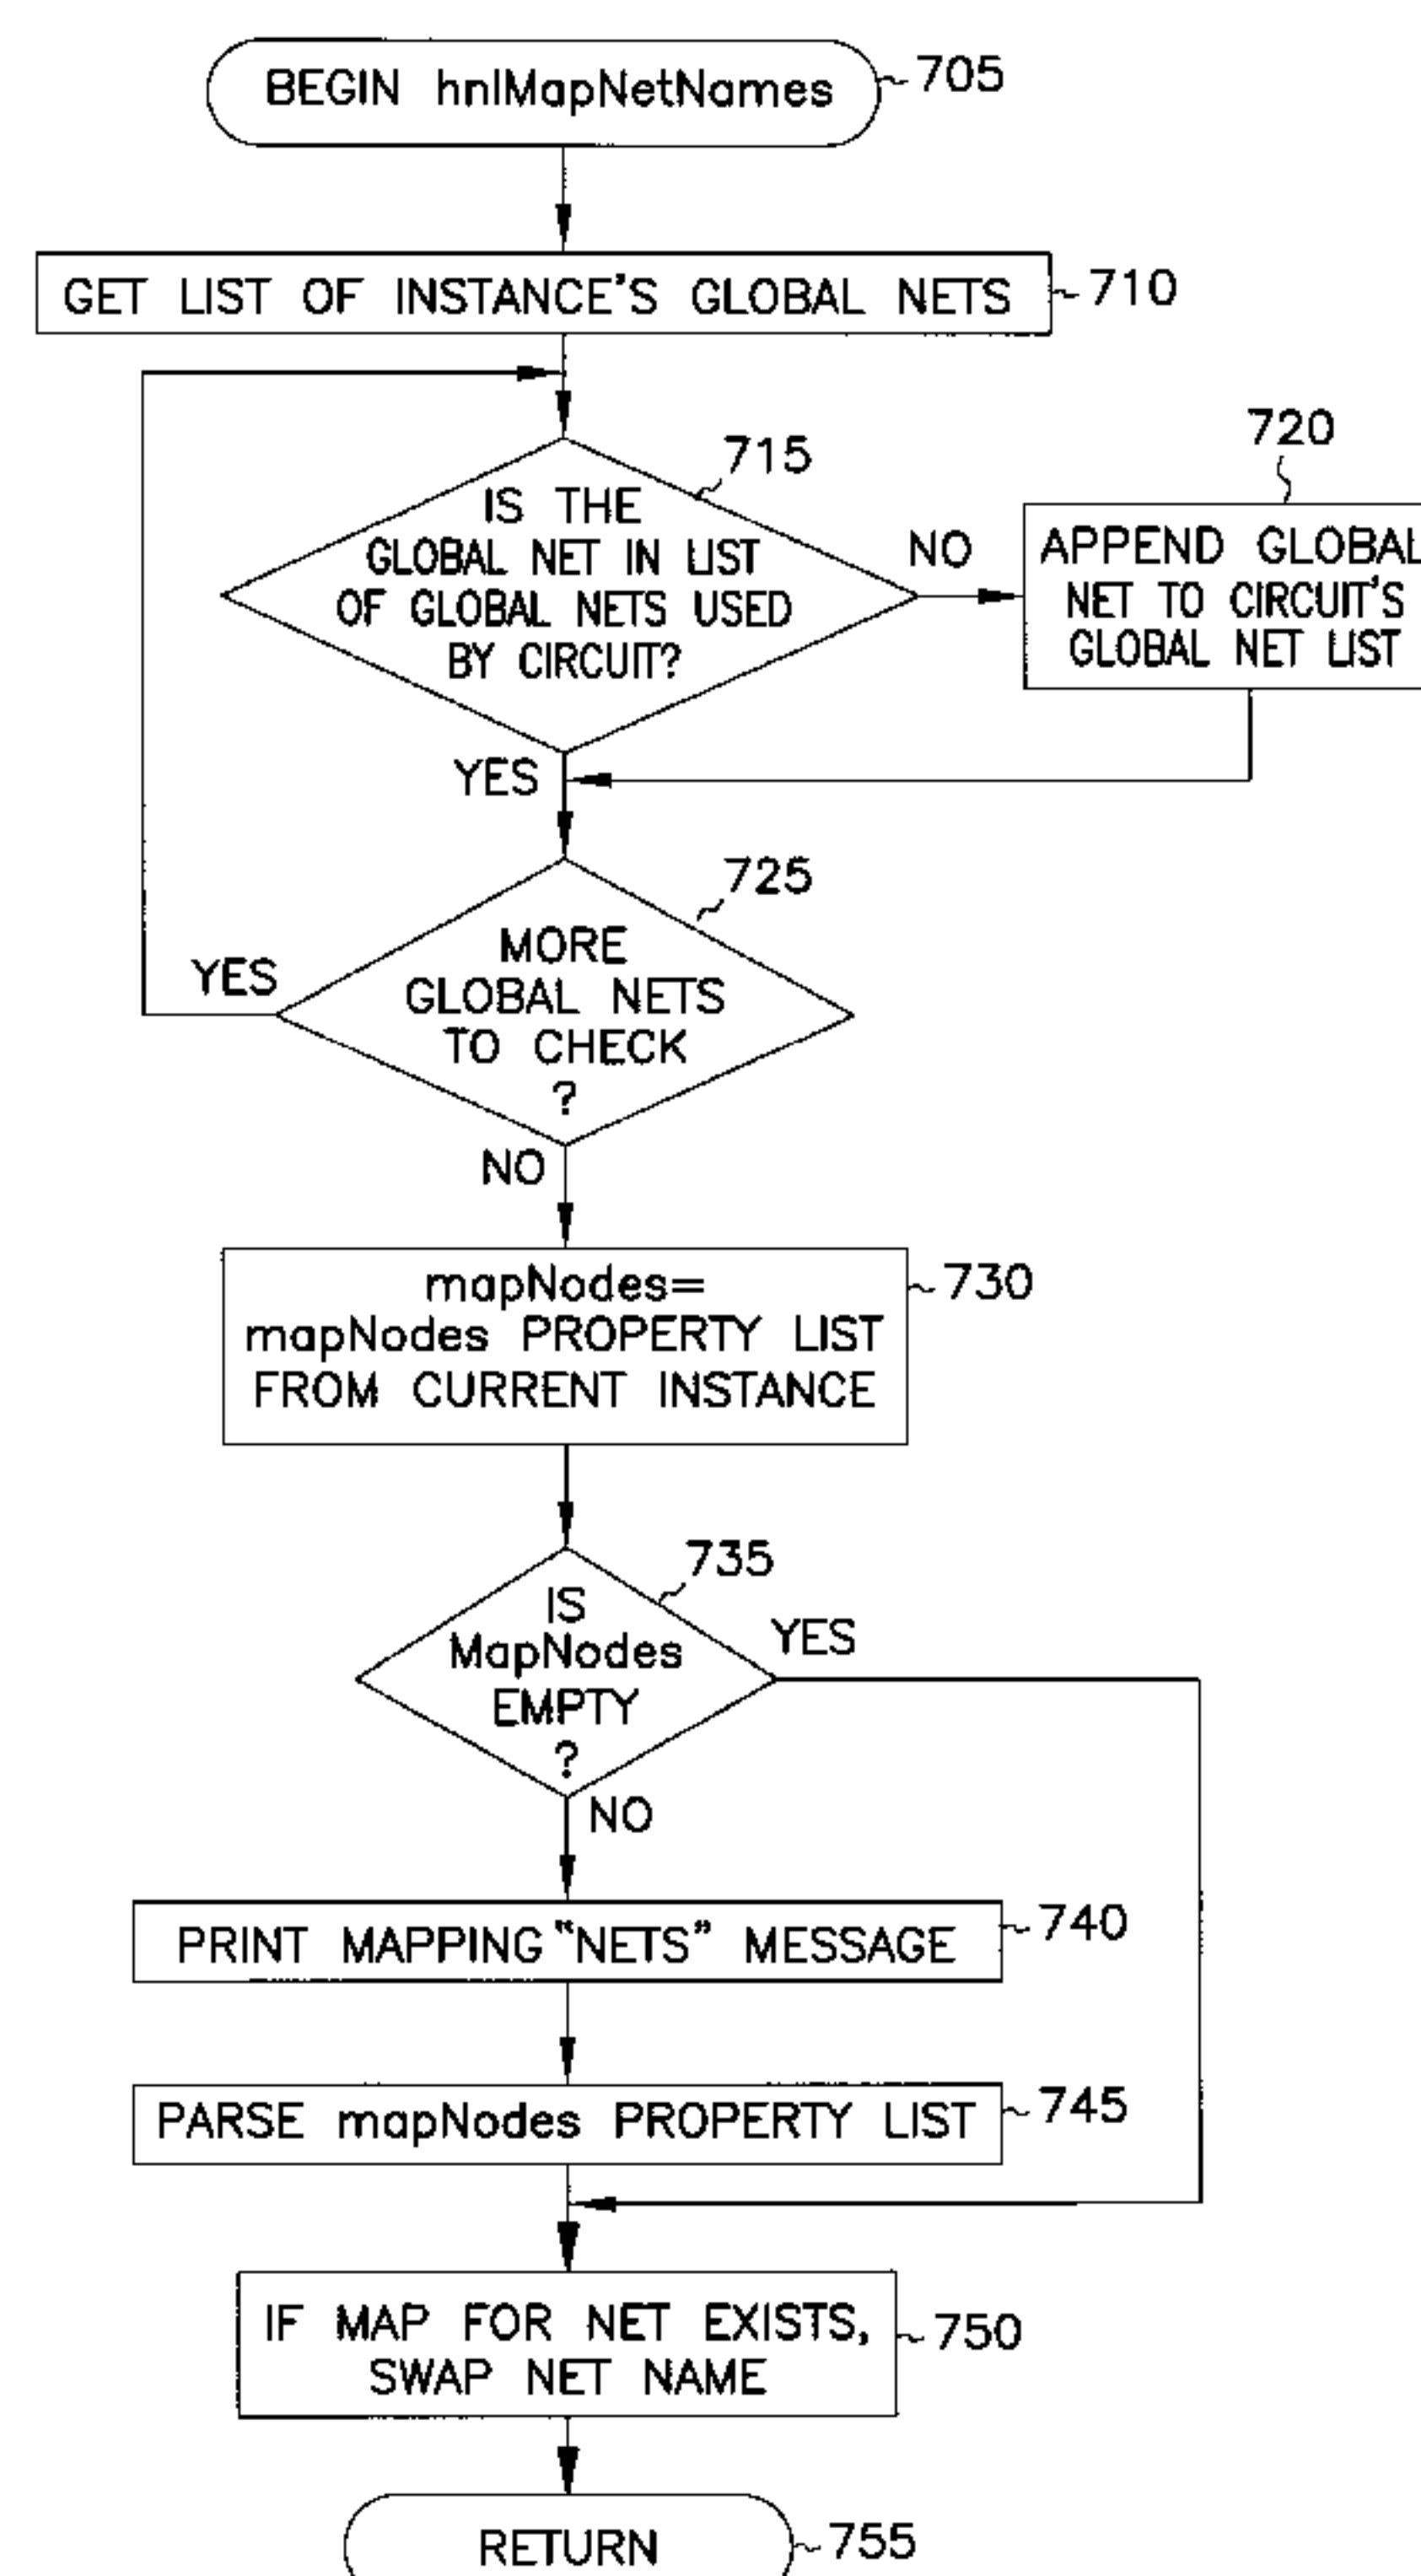 BEGIN hnlMapNetNames
705
GET LIST OF INSTANCE'S GLOBAL NETS
710
715
IS THE
GLOBAL NET IN LIST
OF GLOBAL NETS USED
BY CIRCUIT?
NO
720
APPEND GLOBAL
NET TO CIRCUIT'S
GLOBAL NET LIST
YES
725
MORE
GLOBAL NETS
TO CHECK
?
YES
NO
730
mapNodes=
mapNodes PROPERTY LIST
FROM CURRENT INSTANCE
735
IS
MapNodes
EMPTY
?
YES
NO
740
PRINT MAPPING "NETS" MESSAGE
745
PARSE mapNodes PROPERTY LIST
IF MAP FOR NET EXISTS,
SWAP NET NAME
750
RETURN
755